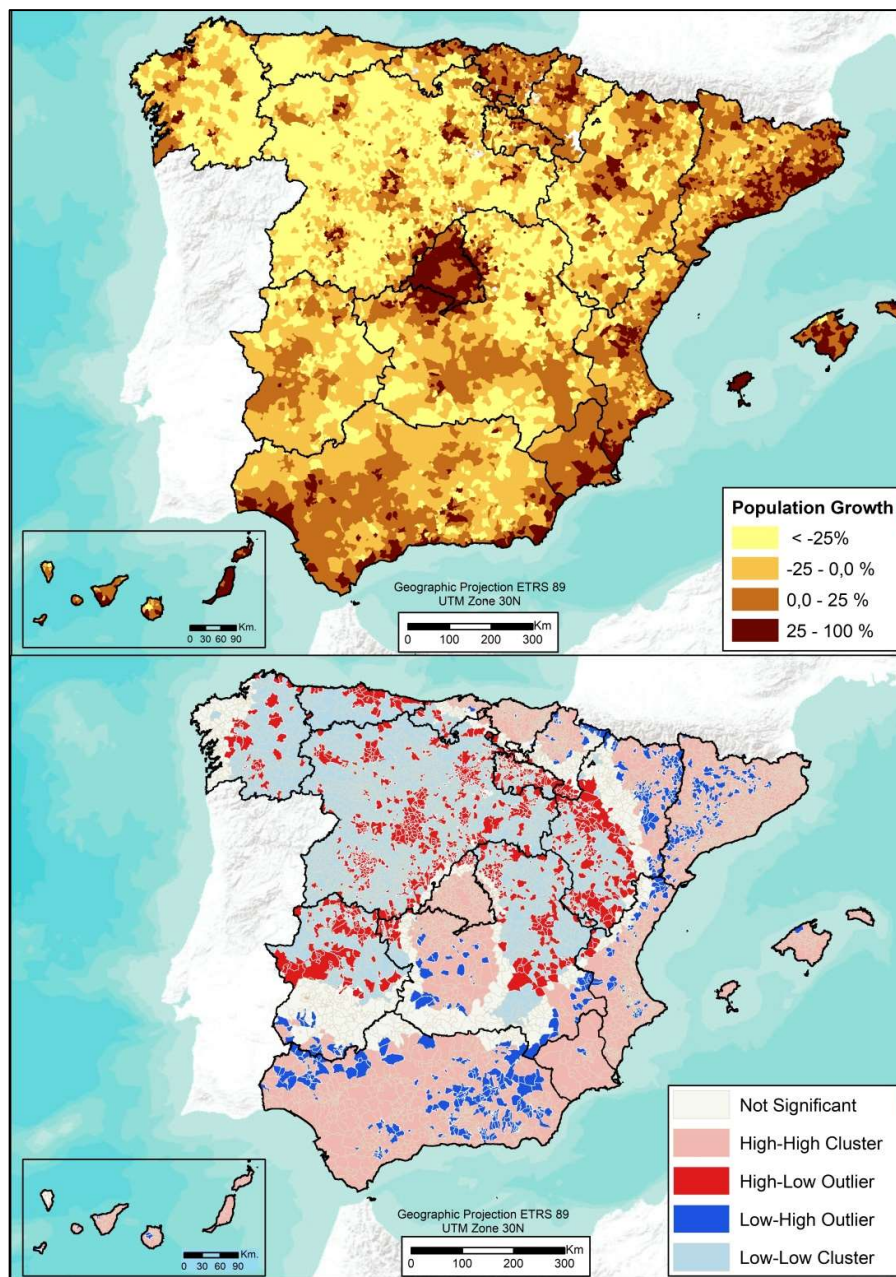 Population Growth
< -25%
-25 - 0,0 %
0,0 - 25 %
25 - 100 %
Geographic Projection ETRS 89
UTM Zone 30N
Km
0 100 200 300
Km.
0 30 60 90
Not Significant
High-High Cluster
High-Low Outlier
Low-High Outlier
Low-Low Cluster
Geographic Projection ETRS 89
UTM Zone 30N
Km
0 100 200 300
Km.
0 30 60 90